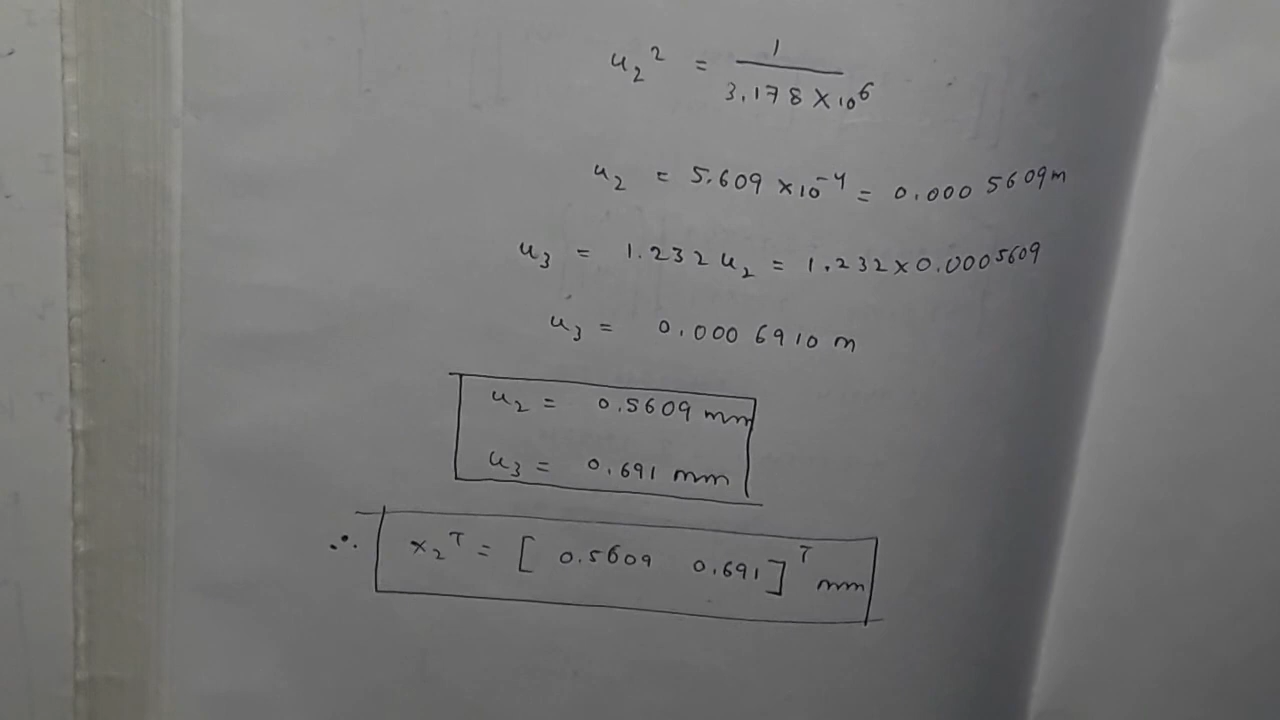 u₂² = 1 / 3.178 × 10⁶
u₂ = 5.609 × 10⁻⁴ = 0.0005609 m
u₃ = 1.232 u₂ = 1.232 × 0.0005609
u₃ = 0.0006910 m
u₂ = 0.5609 mm
u₃ = 0.691 mm
∴ x₂ᵀ = [ 0.5609 0.691 ]ᵀ mm